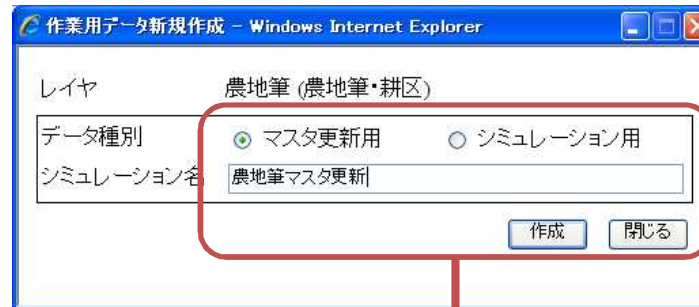 作業用データ新規作成 - Windows Internet Explorer
レイヤ 農地筆 (農地筆・耕区)
データ種別 マスタ更新用 シミュレーション用
シミュレーション名 農地筆マスタ更新
作成 閉じる